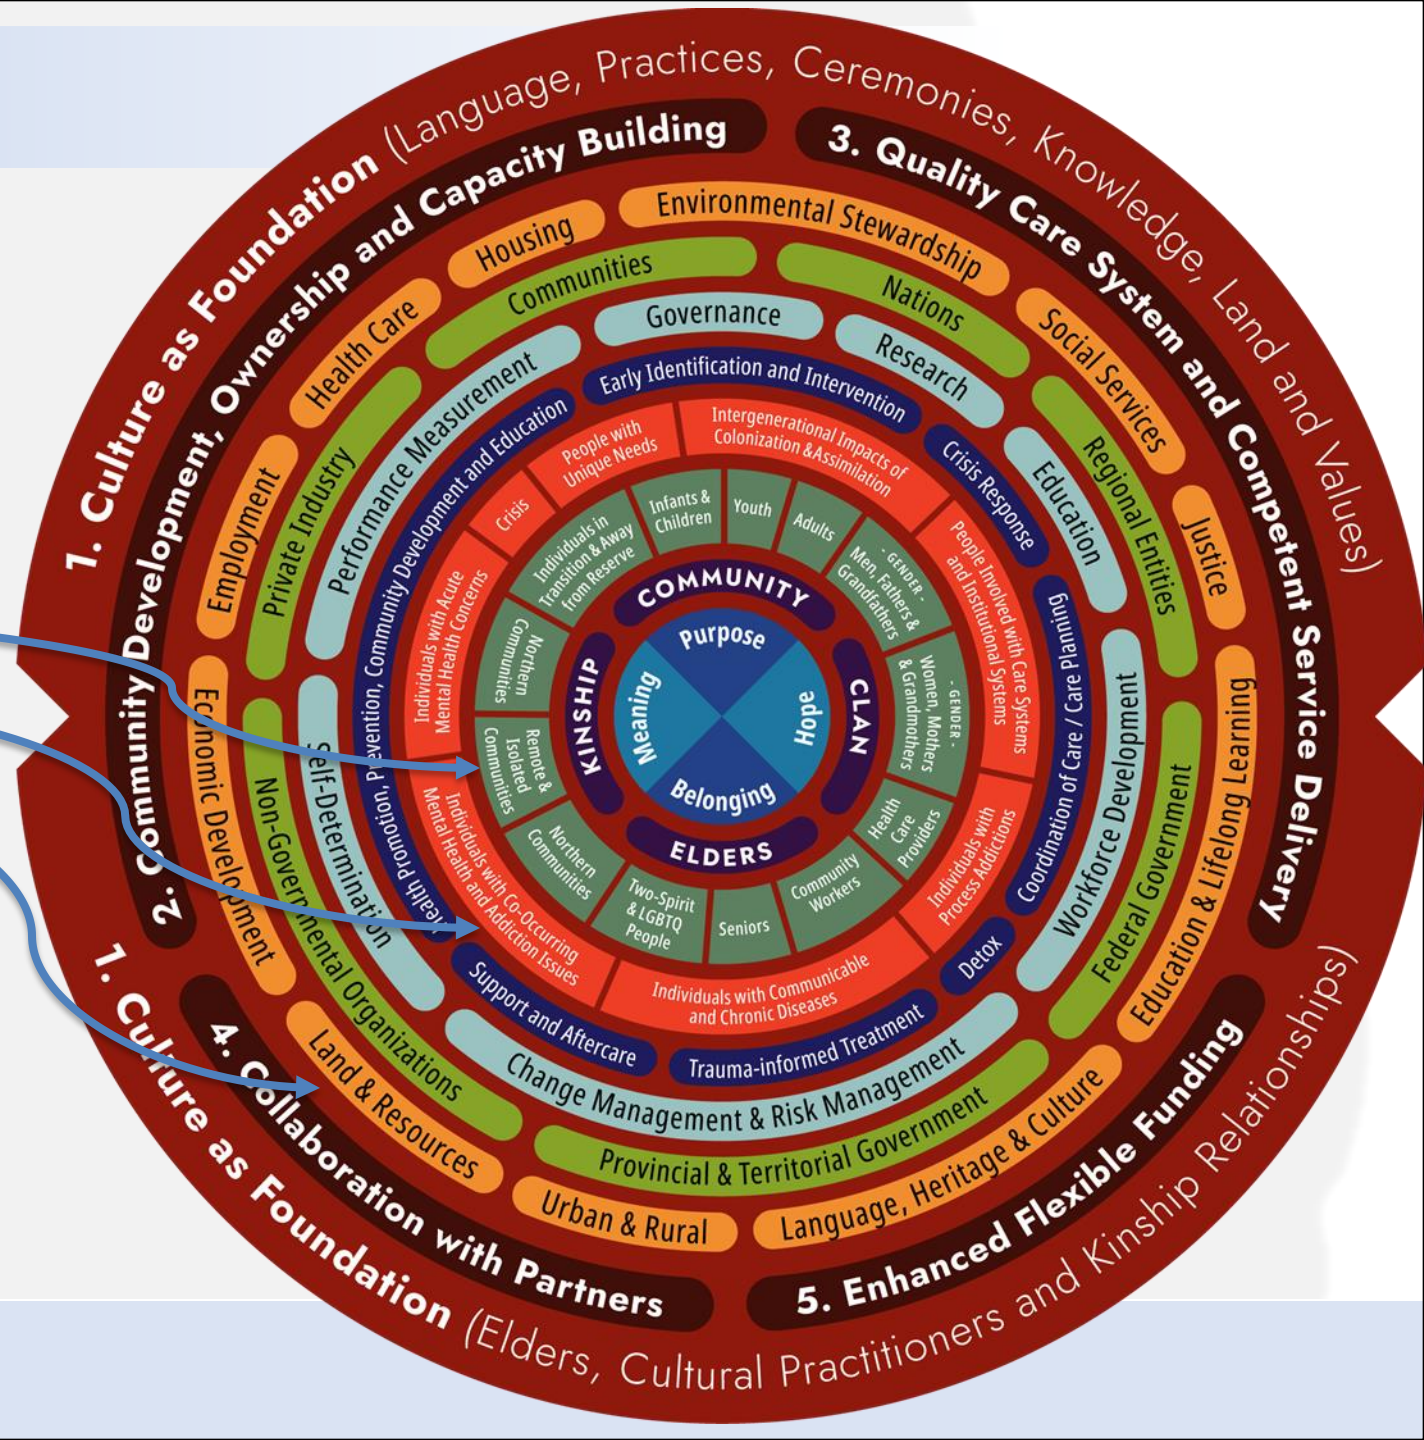 1. Culture as Foundation (Language, Practices, Ceremonies, Knowledge, Land and Values)
2. Community Development, Ownership and Capacity Building
3. Quality Care System and Competent Service Delivery
Employment
Health Care
Housing
Environmental Stewardship
Social Services
Justice
Education & Lifelong Learning
Language, Heritage & Culture
Urban & Rural
Land & Resources
Economic Development
Private Industry
Communities
Nations
Regional Entities
Federal Government
Provincial & Territorial Government
Non-Governmental Organizations
Performance Measurement
Governance
Research
Education
Workforce Development
Change Management & Risk Management
Self-Determination
Health Promotion, Prevention, Community Development and Education
Early Identification and Intervention
Crisis Response
Coordination of Care / Care Planning
Detox
Trauma-informed Treatment
Support and Aftercare
Individuals with Acute
Mental Health Concerns
Crisis
People with
Unique Needs
Intergenerational Impacts of
Colonization & Assimilation
People Involved with Care Systems
and Institutional Systems
Individuals with
Process Addictions
Individuals with Communicable
and Chronic Diseases
Individuals with Co-Occurring
Mental Health and Addiction Issues
Northern
Communities
Individuals in
Transition & Away
from Reserve
Infants &
Children
Youth
Adults
- GENDER -
Men, Fathers &
Grandfathers
- GENDER -
Women, Mothers
& Grandmothers
Health
Care
Providers
Community
Workers
Seniors
Two-Spirit
& LGBTQ
People
Northern
Communities
Remote &
Isolated
Communities
COMMUNITY
CLAN
ELDERS
KINSHIP
Purpose
Hope
Belonging
Meaning
4. Collaboration with Partners
5. Enhanced Flexible Funding
1. Culture as Foundation (Elders, Cultural Practitioners and Kinship Relationships)